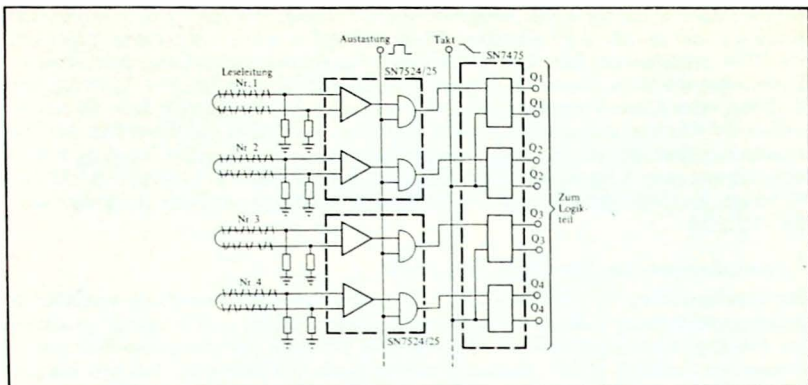 Austastung Takt
SN7524/25 SN7475
Leseleitung
Nr. 1
Q1
Q1
Nr. 2
Q2
Q2
Zum
Logik-
teil
Nr. 3
Q3
Q3
Nr. 4
Q4
Q4
SN7524/25